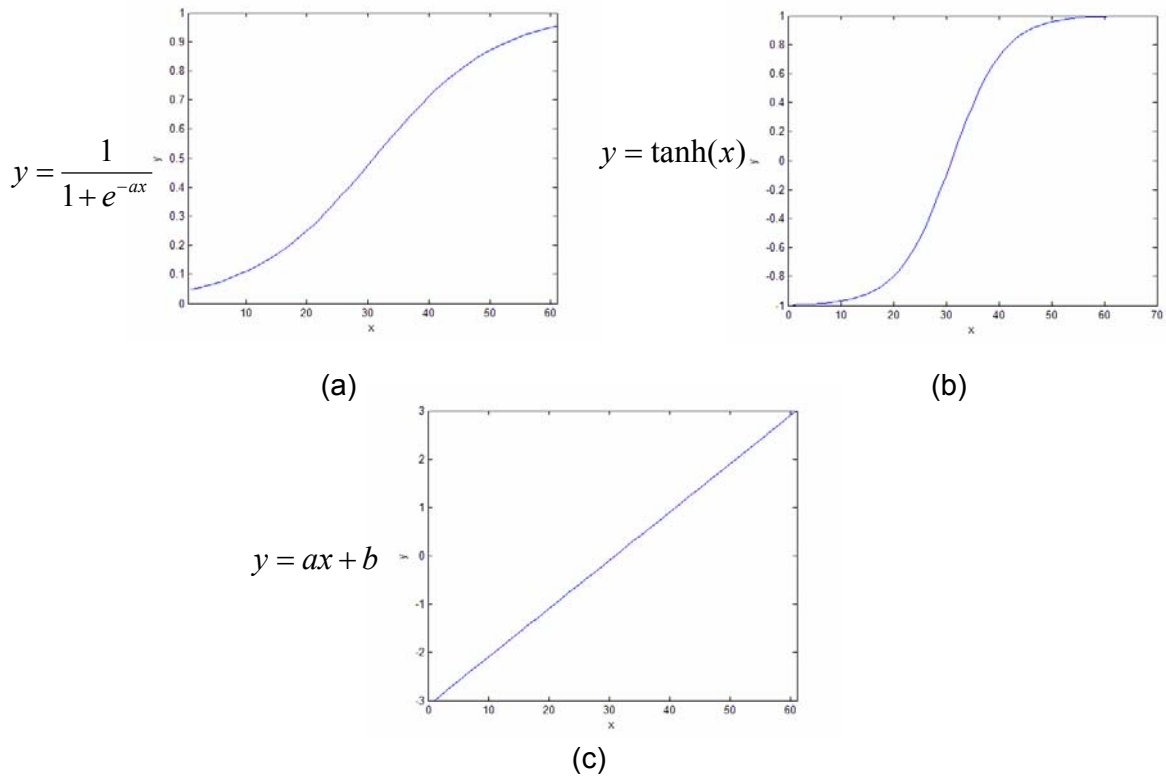 y = 1 / (1 + e^{-ax})
1
0.9
0.8
0.7
0.6
0.5
0.4
0.3
0.2
0.1
0
y
10 20 30 40 50 60
x
(a)
y = tanh(x)
1
0.8
0.6
0.4
0.2
0
-0.2
-0.4
-0.6
-0.8
-1
y
0 10 20 30 40 50 60 70
x
(b)
y = ax + b
3
2
1
0
-1
-2
-3
y
0 10 20 30 40 50 60
x
(c)